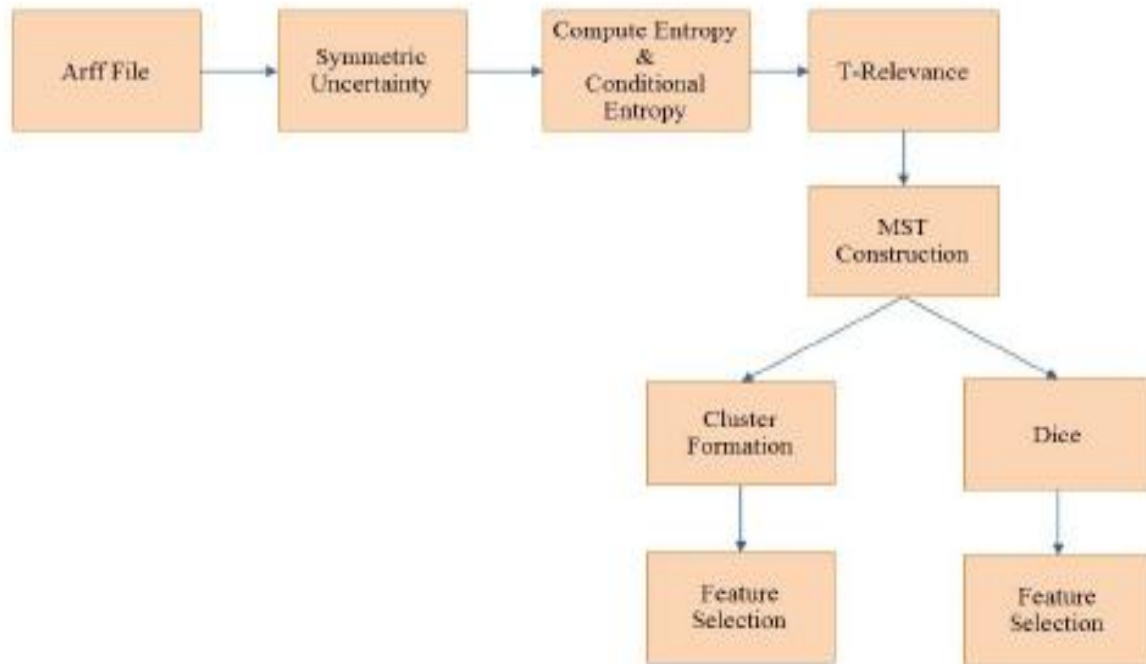 Arff File
Symmetric
Uncertainty
Compute Entropy
&
Conditional
Entropy
T-Relevance
MST
Construction
Cluster
Formation
Dice
Feature
Selection
Feature
Selection